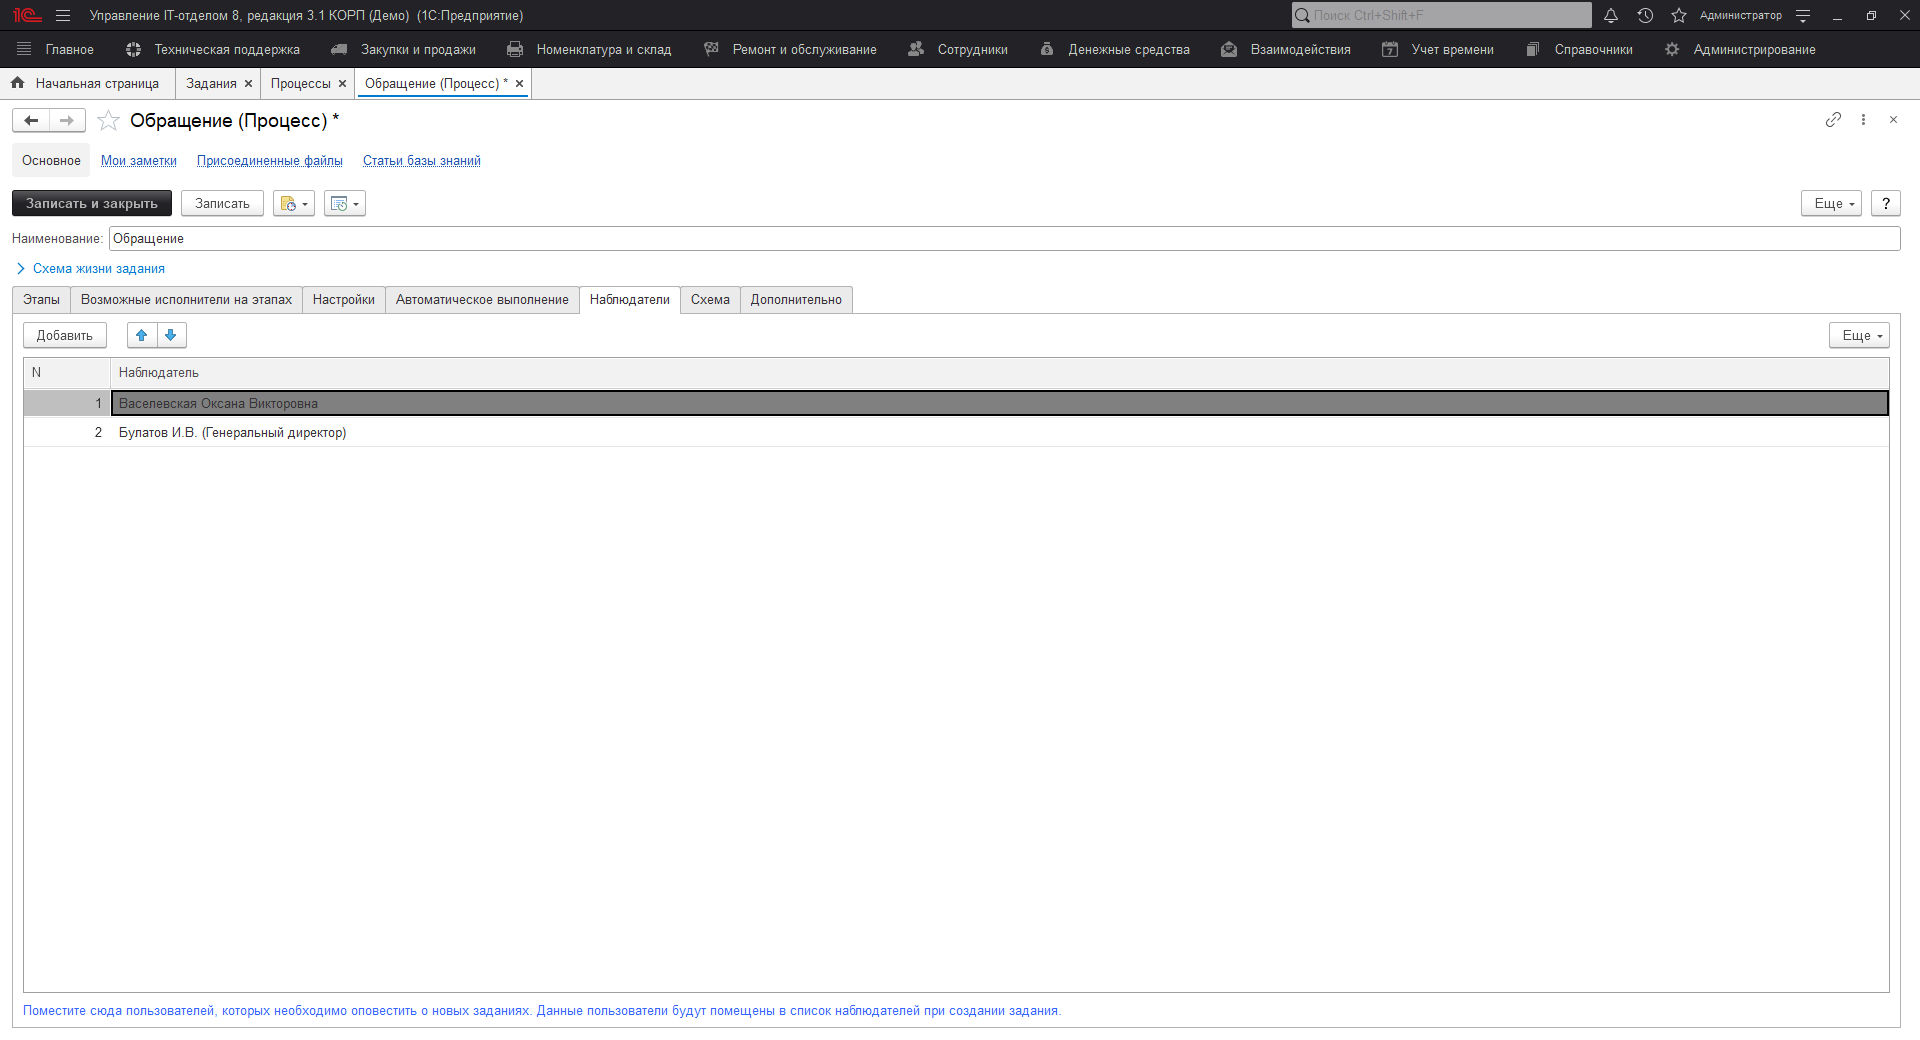 Управление IT-отделом 8, редакция 3.1 КОРП (Демо) (1С:Предприятие)
Поиск Ctrl+Shift+F
Администратор
Главное
Техническая поддержка
Закупки и продажи
Номенклатура и склад
Ремонт и обслуживание
Сотрудники
Денежные средства
Взаимодействия
Учет времени
Справочники
Администрирование
Начальная страница
Задания
Процессы
Обращение (Процесс) *
Обращение (Процесс) *
Основное
Мои заметки
Присоединенные файлы
Статьи базы знаний
Записать и закрыть
Записать
Еще
?
Наименование: Обращение
Схема жизни задания
Этапы
Возможные исполнители на этапах
Настройки
Автоматическое выполнение
Наблюдатели
Схема
Дополнительно
Добавить
Еще
N Наблюдатель
1 Васелевская Оксана Викторовна
2 Булатов И.В. (Генеральный директор)
Поместите сюда пользователей, которых необходимо оповестить о новых заданиях. Данные пользователи будут помещены в список наблюдателей при создании задания.